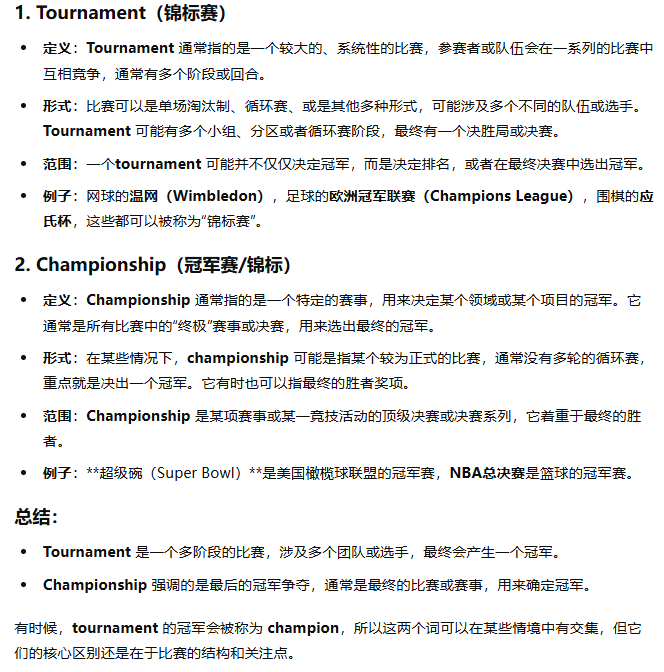 1. Tournament（锦标赛）
• 定义：Tournament 通常指的是一个较大的、系统性的比赛，参赛者或队伍会在一系列的比赛中
互相竞争，通常有多个阶段或回合。
• 形式：比赛可以是单场淘汰制、循环赛、或是其他多种形式，可能涉及多个不同的队伍或选手。
Tournament 可能有多个小组、分区或者循环赛阶段，最终有一个决胜局或决赛。
• 范围：一个tournament 可能并不仅仅决定冠军，而是决定排名，或者在最终决赛中选出冠军。
• 例子：网球的温网（Wimbledon），足球的欧洲冠军联赛（Champions League），围棋的应
氏杯，这些都可以被称为“锦标赛”。
2. Championship（冠军赛/锦标）
• 定义：Championship 通常指的是一个特定的赛事，用来决定某个领域或某个项目的冠军。它
通常是所有比赛中的“终极”赛事或决赛，用来选出最终的冠军。
• 形式：在某些情况下，championship 可能是指某个较为正式的比赛，通常没有多轮的循环赛，
重点就是决出一个冠军。它有时也可以指最终的胜者奖项。
• 范围：Championship 是某项赛事或某一竞技活动的顶级决赛或决赛系列，它着重于最终的胜
者。
• 例子：**超级碗（Super Bowl）**是美国橄榄球联盟的冠军赛，NBA总决赛是篮球的冠军赛。
总结：
• Tournament 是一个多阶段的比赛，涉及多个团队或选手，最终会产生一个冠军。
• Championship 强调的是最后的冠军争夺，通常是最终的比赛或赛事，用来确定冠军。
有时候，tournament 的冠军会被称为 champion，所以这两个词可以在某些情境中有交集，但它
们的核心区别还是在于比赛的结构和关注点。